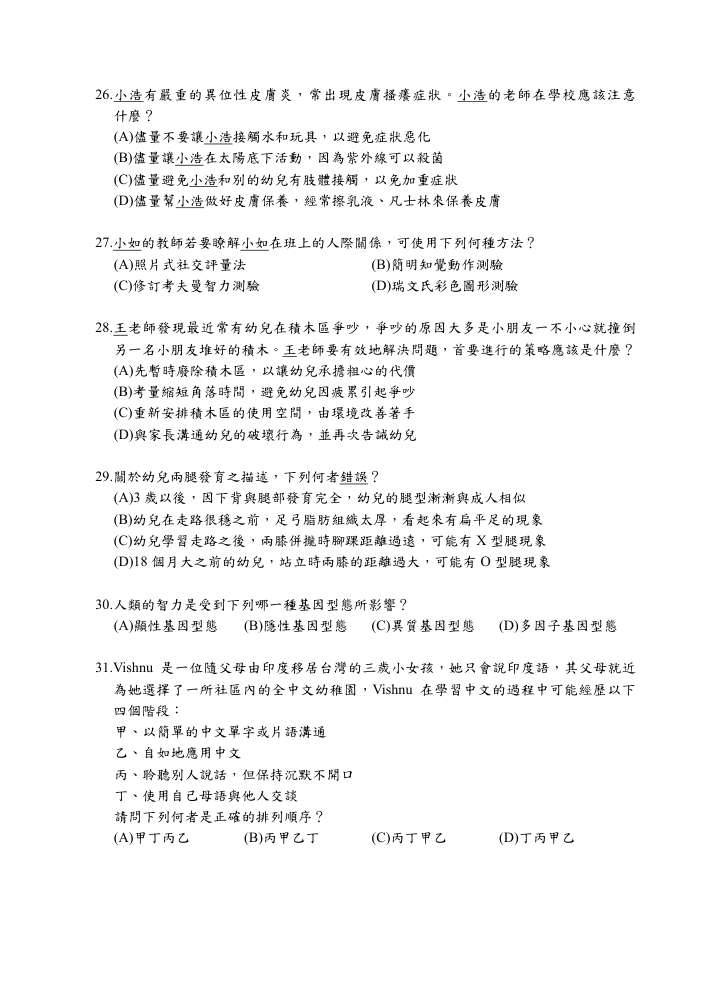 26.小浩有嚴重的異位性皮膚炎，常出現皮膚搔癢症狀。小浩的老師在學校應該注意
什麼？
(A)儘量不要讓小浩接觸水和玩具，以避免症狀惡化
(B)儘量讓小浩在太陽底下活動，因為紫外線可以殺菌
(C)儘量避免小浩和別的幼兒有肢體接觸，以免加重症狀
(D)儘量幫小浩做好皮膚保養，經常擦乳液、凡士林來保養皮膚
27.小如的教師若要瞭解小如在班上的人際關係，可使用下列何種方法？
(A)照片式社交評量法 (B)簡明知覺動作測驗
(C)修訂考夫曼智力測驗 (D)瑞文氏彩色圖形測驗
28.王老師發現最近常有幼兒在積木區爭吵，爭吵的原因大多是小朋友一不小心就撞倒
另一名小朋友堆好的積木。王老師要有效地解決問題，首要進行的策略應該是什麼？
(A)先暫時廢除積木區，以讓幼兒承擔粗心的代價
(B)考量縮短角落時間，避免幼兒因疲累引起爭吵
(C)重新安排積木區的使用空間，由環境改善著手
(D)與家長溝通幼兒的破壞行為，並再次告誡幼兒
29.關於幼兒兩腿發育之描述，下列何者錯誤？
(A)3 歲以後，因下背與腿部發育完全，幼兒的腿型漸漸與成人相似
(B)幼兒在走路很穩之前，足弓脂肪組織太厚，看起來有扁平足的現象
(C)幼兒學習走路之後，兩膝併攏時腳踝距離過遠，可能有 X 型腿現象
(D)18 個月大之前的幼兒，站立時兩膝的距離過大，可能有 O 型腿現象
30.人類的智力是受到下列哪一種基因型態所影響？
(A)顯性基因型態 (B)隱性基因型態 (C)異質基因型態 (D)多因子基因型態
31.Vishnu 是一位隨父母由印度移居台灣的三歲小女孩，她只會說印度語，其父母就近
為她選擇了一所社區內的全中文幼稚園，Vishnu 在學習中文的過程中可能經歷以下
四個階段：
甲、以簡單的中文單字或片語溝通
乙、自如地應用中文
丙、聆聽別人說話，但保持沉默不開口
丁、使用自己母語與他人交談
請問下列何者是正確的排列順序？
(A)甲丁丙乙 (B)丙甲乙丁 (C)丙丁甲乙 (D)丁丙甲乙